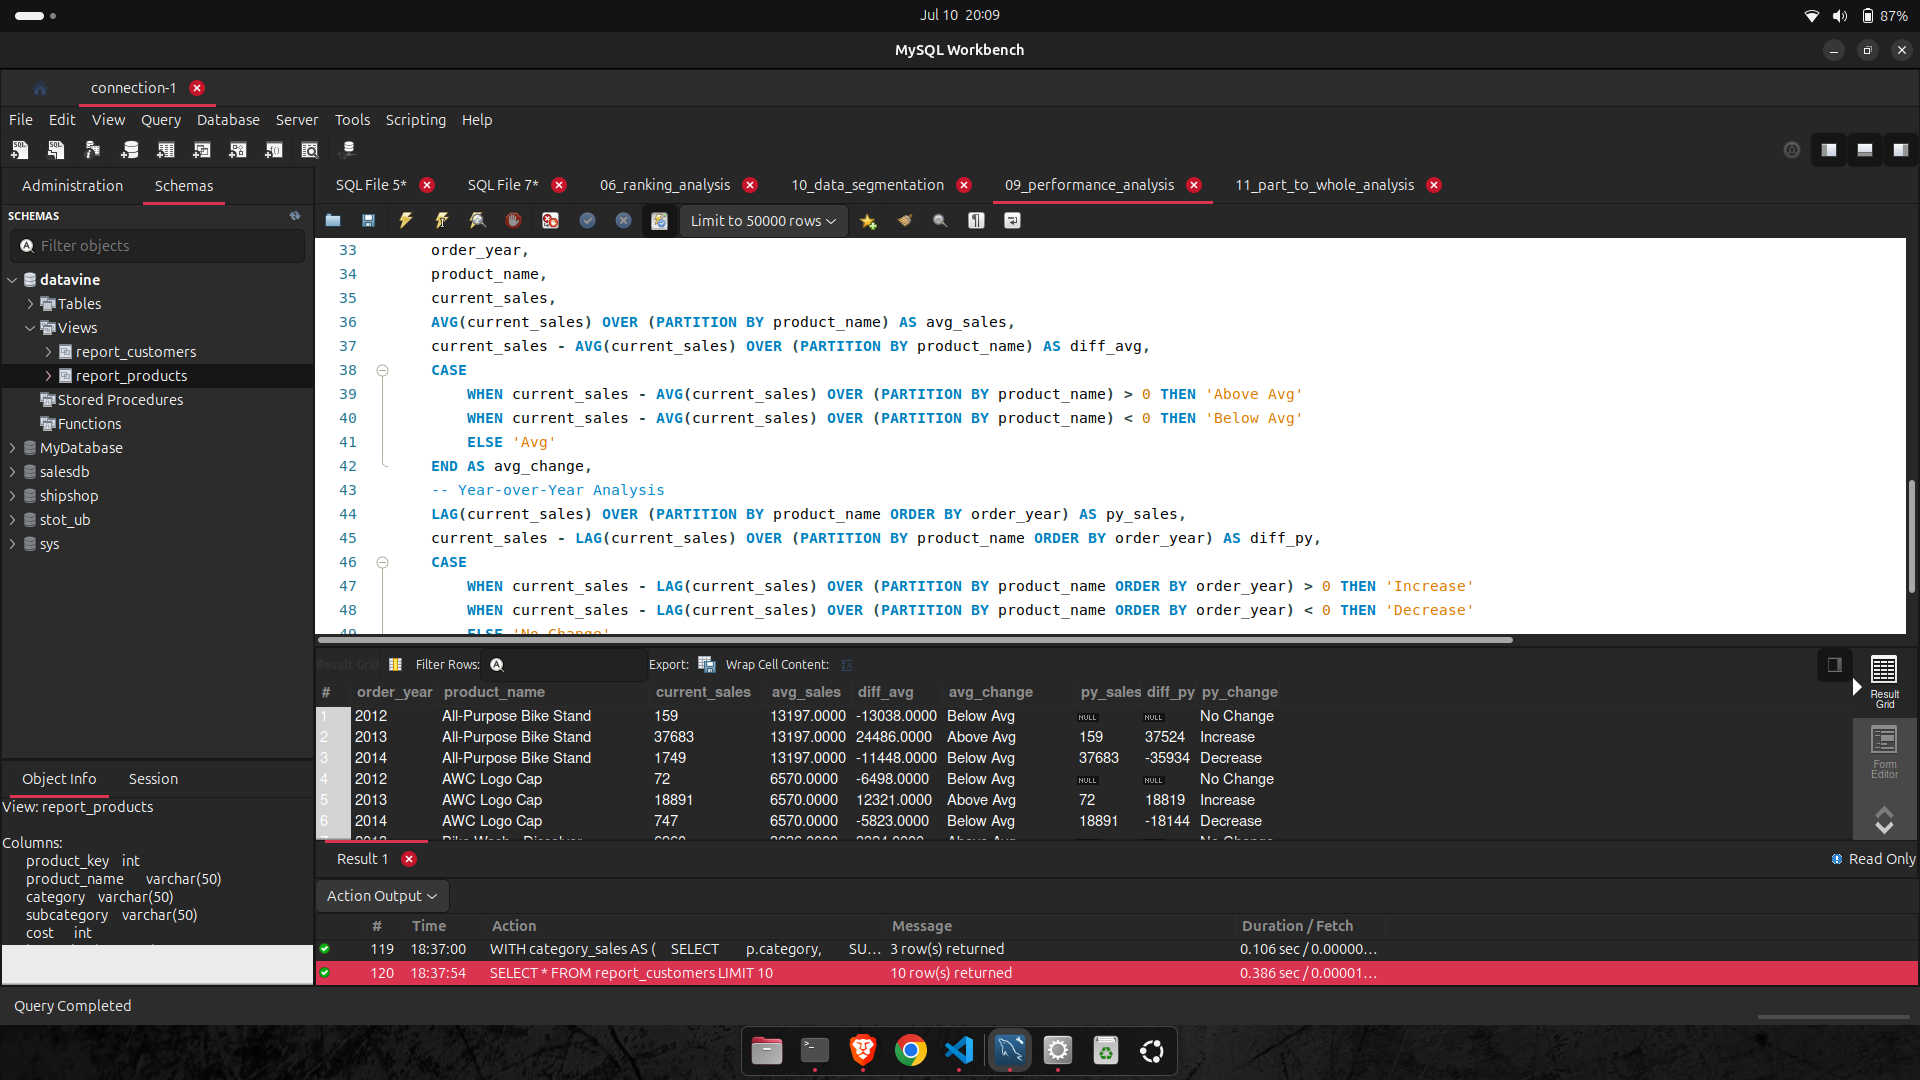 Jul 10 20:09
87%
MySQL Workbench
connection-1
File Edit View Query Database Server Tools Scripting Help
Administration Schemas
SQL File 5* SQL File 7* 06_ranking_analysis 10_data_segmentation 09_performance_analysis 11_part_to_whole_analysis
SCHEMAS
Filter objects
datavine
Tables
Views
report_customers
report_products
Stored Procedures
Functions
MyDatabase
salesdb
shipshop
stot_ub
sys
Limit to 50000 rows
33 order_year,
34 product_name,
35 current_sales,
36 AVG(current_sales) OVER (PARTITION BY product_name) AS avg_sales,
37 current_sales - AVG(current_sales) OVER (PARTITION BY product_name) AS diff_avg,
38 CASE
39 WHEN current_sales - AVG(current_sales) OVER (PARTITION BY product_name) > 0 THEN 'Above Avg'
40 WHEN current_sales - AVG(current_sales) OVER (PARTITION BY product_name) < 0 THEN 'Below Avg'
41 ELSE 'Avg'
42 END AS avg_change,
43 -- Year-over-Year Analysis
44 LAG(current_sales) OVER (PARTITION BY product_name ORDER BY order_year) AS py_sales,
45 current_sales - LAG(current_sales) OVER (PARTITION BY product_name ORDER BY order_year) AS diff_py,
46 CASE
47 WHEN current_sales - LAG(current_sales) OVER (PARTITION BY product_name ORDER BY order_year) > 0 THEN 'Increase'
48 WHEN current_sales - LAG(current_sales) OVER (PARTITION BY product_name ORDER BY order_year) < 0 THEN 'Decrease'
49 ELSE 'No Change'
Result Grid Filter Rows: Export: Wrap Cell Content:
# order_year product_name current_sales avg_sales diff_avg avg_change py_sales diff_py py_change
1 2012 All-Purpose Bike Stand 159 13197.0000 -13038.0000 Below Avg NULL NULL No Change
2 2013 All-Purpose Bike Stand 37683 13197.0000 24486.0000 Above Avg 159 37524 Increase
3 2014 All-Purpose Bike Stand 1749 13197.0000 -11448.0000 Below Avg 37683 -35934 Decrease
4 2012 AWC Logo Cap 72 6570.0000 -6498.0000 Below Avg NULL NULL No Change
5 2013 AWC Logo Cap 18891 6570.0000 12321.0000 Above Avg 72 18819 Increase
6 2014 AWC Logo Cap 747 6570.0000 -5823.0000 Below Avg 18891 -18144 Decrease
Result Grid
Form Editor
Result 1
Read Only
Object Info Session
View: report_products
Columns:
product_key int
product_name varchar(50)
category varchar(50)
subcategory varchar(50)
cost int
Action Output
# Time Action Message Duration / Fetch
119 18:37:00 WITH category_sales AS ( SELECT p.category, SU... 3 row(s) returned 0.106 sec / 0.00000...
120 18:37:54 SELECT * FROM report_customers LIMIT 10 10 row(s) returned 0.386 sec / 0.00001...
Query Completed